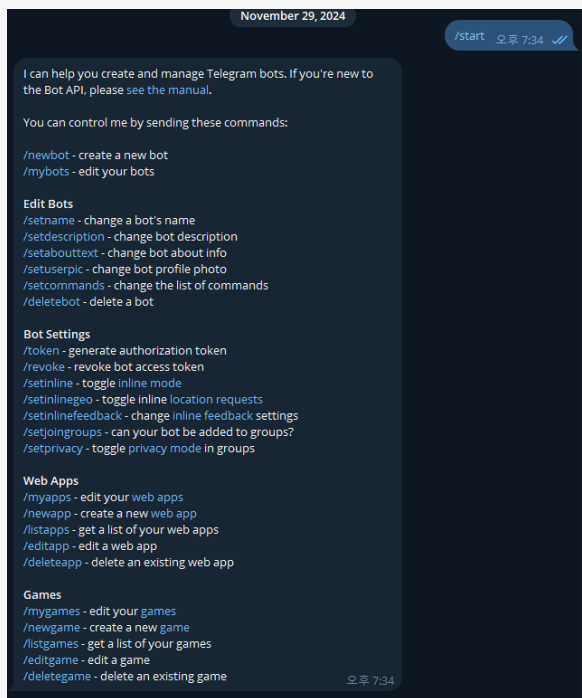 November 29, 2024
/start 오후 7:34
I can help you create and manage Telegram bots. If you're new to
the Bot API, please see the manual.
You can control me by sending these commands:
/newbot - create a new bot
/mybots - edit your bots
Edit Bots
/setname - change a bot's name
/setdescription - change bot description
/setabouttext - change bot about info
/setuserpic - change bot profile photo
/setcommands - change the list of commands
/deletebot - delete a bot
Bot Settings
/token - generate authorization token
/revoke - revoke bot access token
/setinline - toggle inline mode
/setinlinegeo - toggle inline location requests
/setinlinefeedback - change inline feedback settings
/setjoingroups - can your bot be added to groups?
/setprivacy - toggle privacy mode in groups
Web Apps
/myapps - edit your web apps
/newapp - create a new web app
/listapps - get a list of your web apps
/editapp - edit a web app
/deleteapp - delete an existing web app
Games
/mygames - edit your games
/newgame - create a new game
/listgames - get a list of your games
/editgame - edit a game
/deletegame - delete an existing game
오후 7:34